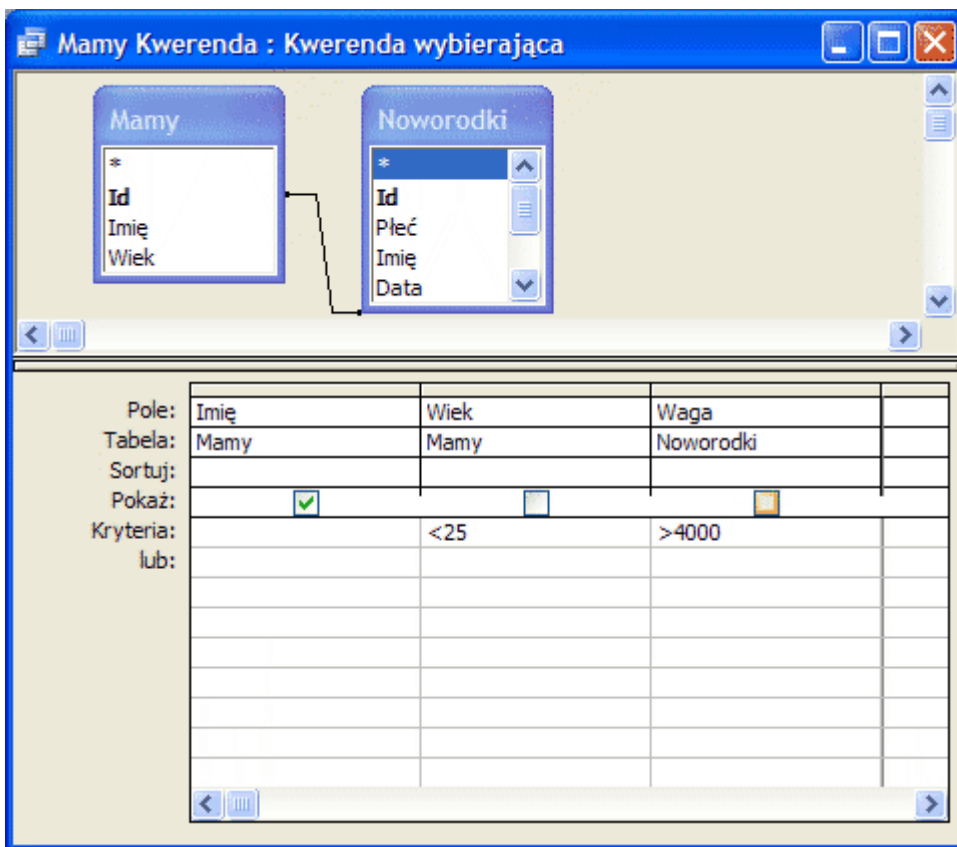 Mamy Kwerenda : Kwerenda wybierająca
Mamy
*
Id
Imię
Wiek
Noworodki
*
Id
Płeć
Imię
Data
Pole: Imię Wiek Waga
Tabela: Mamy Mamy Noworodki
Sortuj:
Pokaż:
Kryteria: <25 >4000
lub: